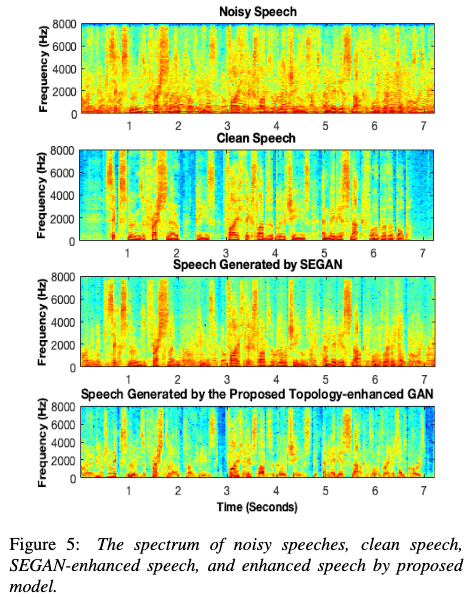 Noisy Speech
Frequency (Hz)
8000
6000
4000
2000
0
1 2 3 4 5 6 7
Clean Speech
Frequency (Hz)
8000
6000
4000
2000
0
1 2 3 4 5 6 7
Speech Generated by SEGAN
Frequency (Hz)
8000
6000
4000
2000
0
1 2 3 4 5 6 7
Speech Generated by the Proposed Topology-enhanced GAN
Frequency (Hz)
8000
6000
4000
2000
0
1 2 3 4 5 6 7
Time (Seconds)
Figure 5: The spectrum of noisy speeches, clean speech,
SEGAN-enhanced speech, and enhanced speech by proposed
model.